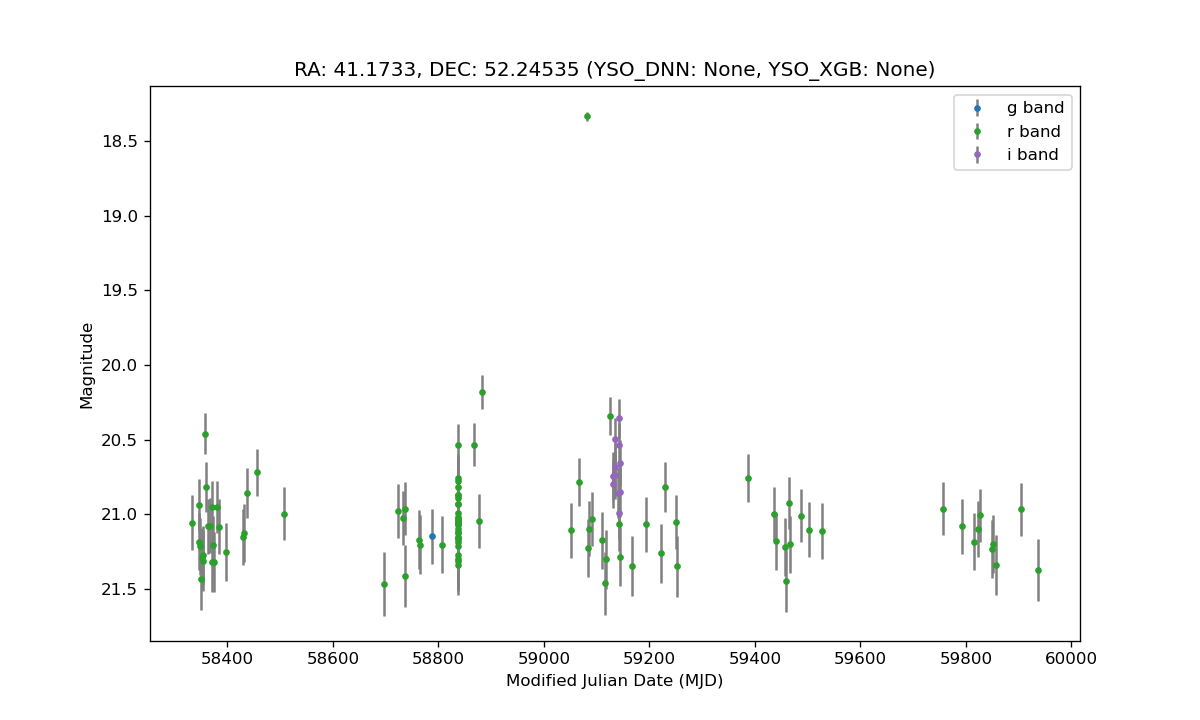 RA: 41.1733, DEC: 52.24535 (YSO_DNN: None, YSO_XGB: None)
g band
r band
i band
18.5
19.0
19.5
20.0
20.5
21.0
21.5
Magnitude
58400
58600
58800
59000
59200
59400
59600
59800
60000
Modified Julian Date (MJD)